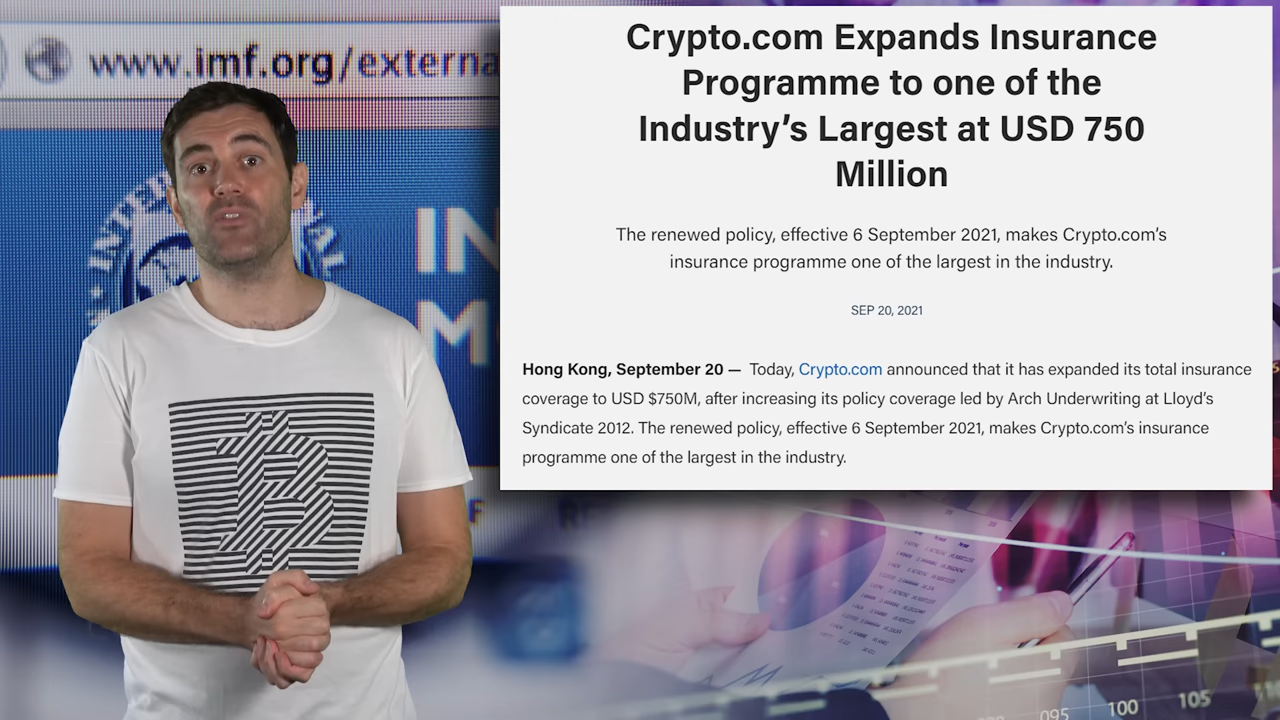 www.imf.org/externa
INTER
NAL
IN
M
Crypto.com Expands Insurance
Programme to one of the
Industry’s Largest at USD 750
Million
The renewed policy, effective 6 September 2021, makes Crypto.com’s
insurance programme one of the largest in the industry.
SEP 20, 2021
Hong Kong, September 20 — Today, Crypto.com announced that it has expanded its total insurance
coverage to USD $750M, after increasing its policy coverage led by Arch Underwriting at Lloyd’s
Syndicate 2012. The renewed policy, effective 6 September 2021, makes Crypto.com’s insurance
programme one of the largest in the industry.
095 100 105